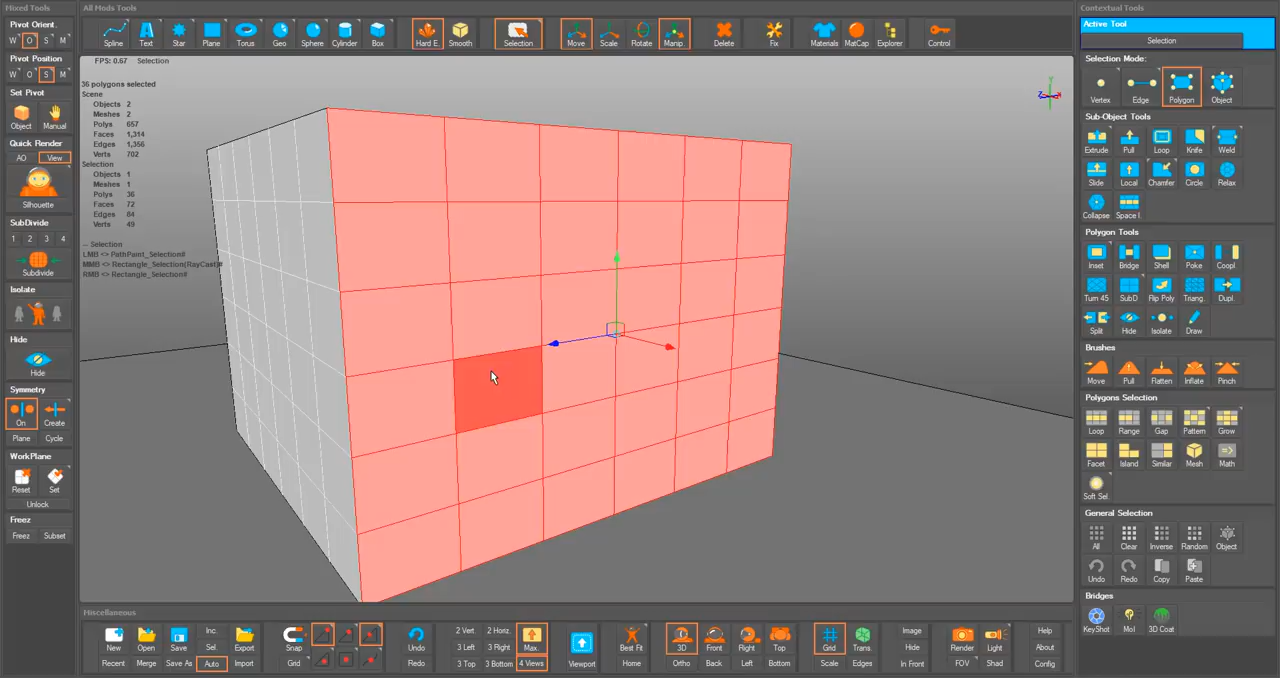 Mixed Tools
Pivot Orient.
W O S M
Pivot Position
W O S M
Set Pivot
Object Manual
Quick Render
AO View
Silhouette
SubDivide
1 2 3 4
Subdivide
Isolate
Hide
Hide
Symmetry
On Create
Plane Cycle
WorkPlane
Reset Set
Unlock
Freez
Freez Subset
All Mods Tools
Spline Text Star Plane Torus Geo Sphere Cylinder Box Hard E. Smooth Selection Move Scale Rotate Manip. Delete Fix Materials MatCap Explorer Control
FPS: 0.67 Selection
36 polygons selected
Scene
Objects 2
Meshes 2
Polys 657
Faces 1,314
Edges 1,356
Verts 702
Selection
Objects 1
Meshes 1
Polys 36
Faces 72
Edges 84
Verts 49
-- Selection
LMB <> PathPaint_Selection#
MMB <> Rectangle_Selection(RayCast)#
RMB <> Rectangle_Selection#
Miscellaneous
New Open Save Inc. Export Snap Undo 2 Vert. 2 Horiz. Max. Viewport Best Fit 3D Front Right Top Grid Trans. Image Render Light Help
Sel. 3 Left 3 Right Hide About
Recent Merge Save As Auto Import Grid Redo 3 Top 3 Bottom 4 Views Home Ortho Back Left Bottom Scale Edges In Front FOV Shad Config
Contextual Tools
Active Tool
Selection
Selection Mode:
Vertex Edge Polygon Object
Sub-Object Tools
Extrude Pull Loop Knife Weld
Slide Local Chamfer Circle Relax
Collapse Space I.
Polygon Tools
Inset Bridge Shell Poke Coopl
Turn 45 SubD Flip Poly Triang. Dupl.
Split Hide Isolate Draw
Brushes
Move Pull Flatten Inflate Pinch
Polygons Selection
Loop Range Gap Pattern Grow
Facet Island Similar Mesh Math
Soft Sel.
General Selection
All Clear Inverse Random Object
Undo Redo Copy Paste
Bridges
KeyShot MoI 3D Coat